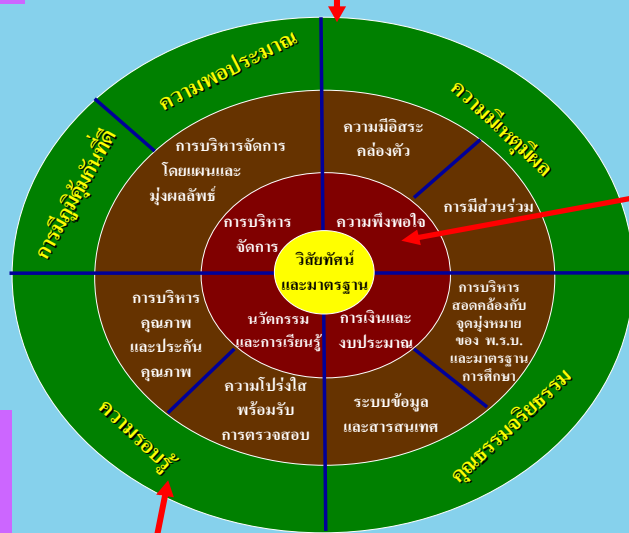 ความพอประมาณ
ความมีเหตุมีผล
การมีภูมิคุ้มกันที่ดี
ความรอบรู้
คุณธรรมจริยธรรม
การบริหารจัดการ
โดยแผนและ
มุ่งผลลัพธ์
ความมีอิสระ
คล่องตัว
การมีส่วนร่วม
การบริหาร
จัดการ
ความพึงพอใจ
วิสัยทัศน์
และมาตรฐาน
นวัตกรรม
และการเรียนรู้
การเงินและ
งบประมาณ
การบริหาร
คุณภาพ
และประกัน
คุณภาพ
การบริหาร
สอดคล้องกับ
จุดมุ่งหมาย
ของ พ.ร.บ.
และมาตรฐาน
การศึกษา
ความโปร่งใส
พร้อมรับ
การตรวจสอบ
ระบบข้อมูล
และสารสนเทศ